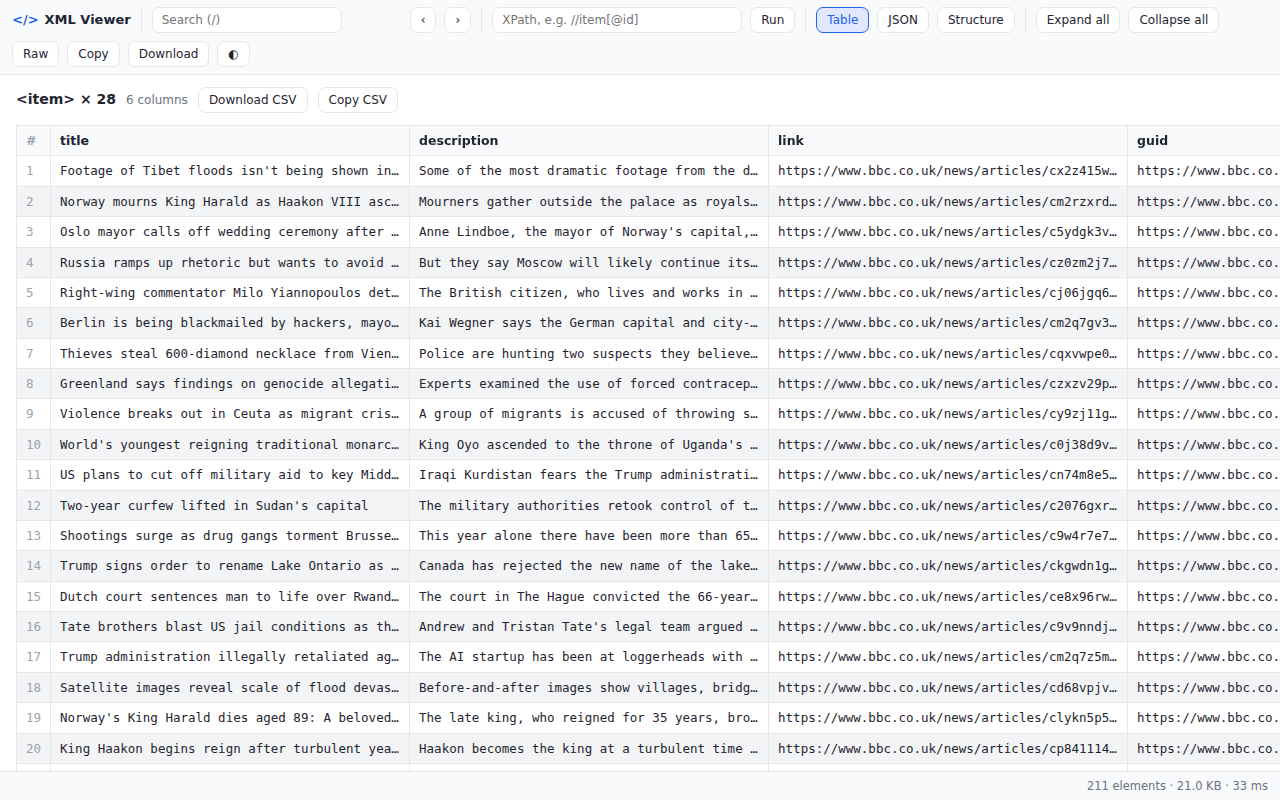 </> XML Viewer Search (/) ‹ › XPath, e.g. //item[@id] Run Table JSON Structure Expand all Collapse all
Raw Copy Download ◐
<item> × 28 6 columns Download CSV Copy CSV
# title description link guid
1 Footage of Tibet floods isn't being shown in… Some of the most dramatic footage from the d… https://www.bbc.co.uk/news/articles/cx2z415w… https://www.bbc.co.
2 Norway mourns King Harald as Haakon VIII asc… Mourners gather outside the palace as royals… https://www.bbc.co.uk/news/articles/cm2rzxrd… https://www.bbc.co.
3 Oslo mayor calls off wedding ceremony after … Anne Lindboe, the mayor of Norway's capital,… https://www.bbc.co.uk/news/articles/c5ydgk3v… https://www.bbc.co.
4 Russia ramps up rhetoric but wants to avoid … But they say Moscow will likely continue its… https://www.bbc.co.uk/news/articles/cz0zm2j7… https://www.bbc.co.
5 Right-wing commentator Milo Yiannopoulos det… The British citizen, who lives and works in … https://www.bbc.co.uk/news/articles/cj06jgq6… https://www.bbc.co.
6 Berlin is being blackmailed by hackers, mayo… Kai Wegner says the German capital and city-… https://www.bbc.co.uk/news/articles/cm2q7gv3… https://www.bbc.co.
7 Thieves steal 600-diamond necklace from Vien… Police are hunting two suspects they believe… https://www.bbc.co.uk/news/articles/cqxvwpe0… https://www.bbc.co.
8 Greenland says findings on genocide allegati… Experts examined the use of forced contracep… https://www.bbc.co.uk/news/articles/czxzv29p… https://www.bbc.co.
9 Violence breaks out in Ceuta as migrant cris… A group of migrants is accused of throwing s… https://www.bbc.co.uk/news/articles/cy9zj11g… https://www.bbc.co.
10 World's youngest reigning traditional monarc… King Oyo ascended to the throne of Uganda's … https://www.bbc.co.uk/news/articles/c0j38d9v… https://www.bbc.co.
11 US plans to cut off military aid to key Midd… Iraqi Kurdistan fears the Trump administrati… https://www.bbc.co.uk/news/articles/cn74m8e5… https://www.bbc.co.
12 Two-year curfew lifted in Sudan's capital The military authorities retook control of t… https://www.bbc.co.uk/news/articles/c2076gxr… https://www.bbc.co.
13 Shootings surge as drug gangs torment Brusse… This year alone there have been more than 65… https://www.bbc.co.uk/news/articles/c9w4r7e7… https://www.bbc.co.
14 Trump signs order to rename Lake Ontario as … Canada has rejected the new name of the lake… https://www.bbc.co.uk/news/articles/ckgwdn1g… https://www.bbc.co.
15 Dutch court sentences man to life over Rwand… The court in The Hague convicted the 66-year… https://www.bbc.co.uk/news/articles/ce8x96rw… https://www.bbc.co.
16 Tate brothers blast US jail conditions as th… Andrew and Tristan Tate's legal team argued … https://www.bbc.co.uk/news/articles/c9v9nndj… https://www.bbc.co.
17 Trump administration illegally retaliated ag… The AI startup has been at loggerheads with … https://www.bbc.co.uk/news/articles/cm2q7z5m… https://www.bbc.co.
18 Satellite images reveal scale of flood devas… Before-and-after images show villages, bridg… https://www.bbc.co.uk/news/articles/cd68vpjv… https://www.bbc.co.
19 Norway's King Harald dies aged 89: A beloved… The late king, who reigned for 35 years, bro… https://www.bbc.co.uk/news/articles/clykn5p5… https://www.bbc.co.
20 King Haakon begins reign after turbulent yea… Haakon becomes the king at a turbulent time … https://www.bbc.co.uk/news/articles/cp841114… https://www.bbc.co.
211 elements · 21.0 KB · 33 ms